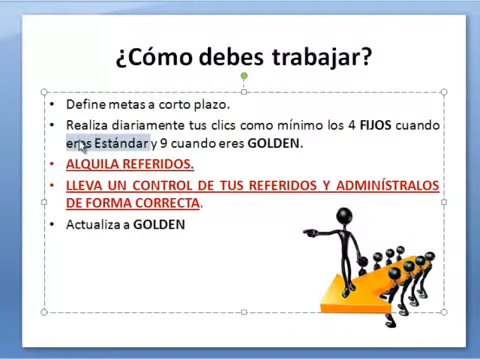 ¿Cómo debes trabajar?
• Define metas a corto plazo.
• Realiza diariamente tus clics como mínimo los 4 FIJOS cuando
eres Estándar y 9 cuando eres GOLDEN.
• ALQUILA REFERIDOS.
• LLEVA UN CONTROL DE TUS REFERIDOS Y ADMINÍSTRALOS
DE FORMA CORRECTA.
• Actualiza a GOLDEN